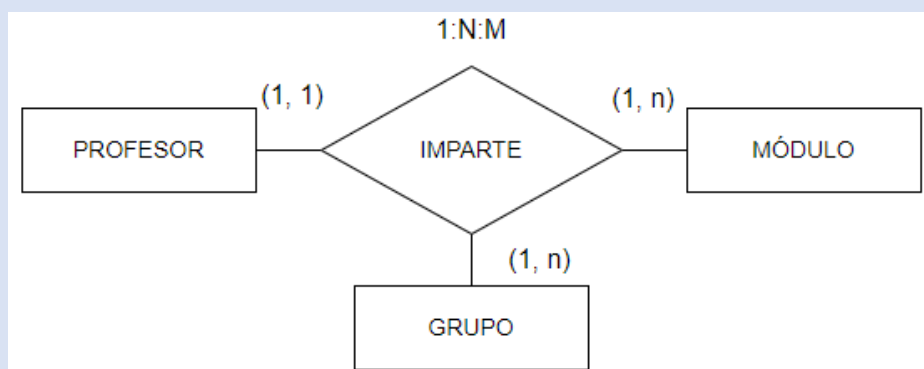 1:N:M
(1, 1)
(1, n)
PROFESOR
IMPARTE
MÓDULO
(1, n)
GRUPO